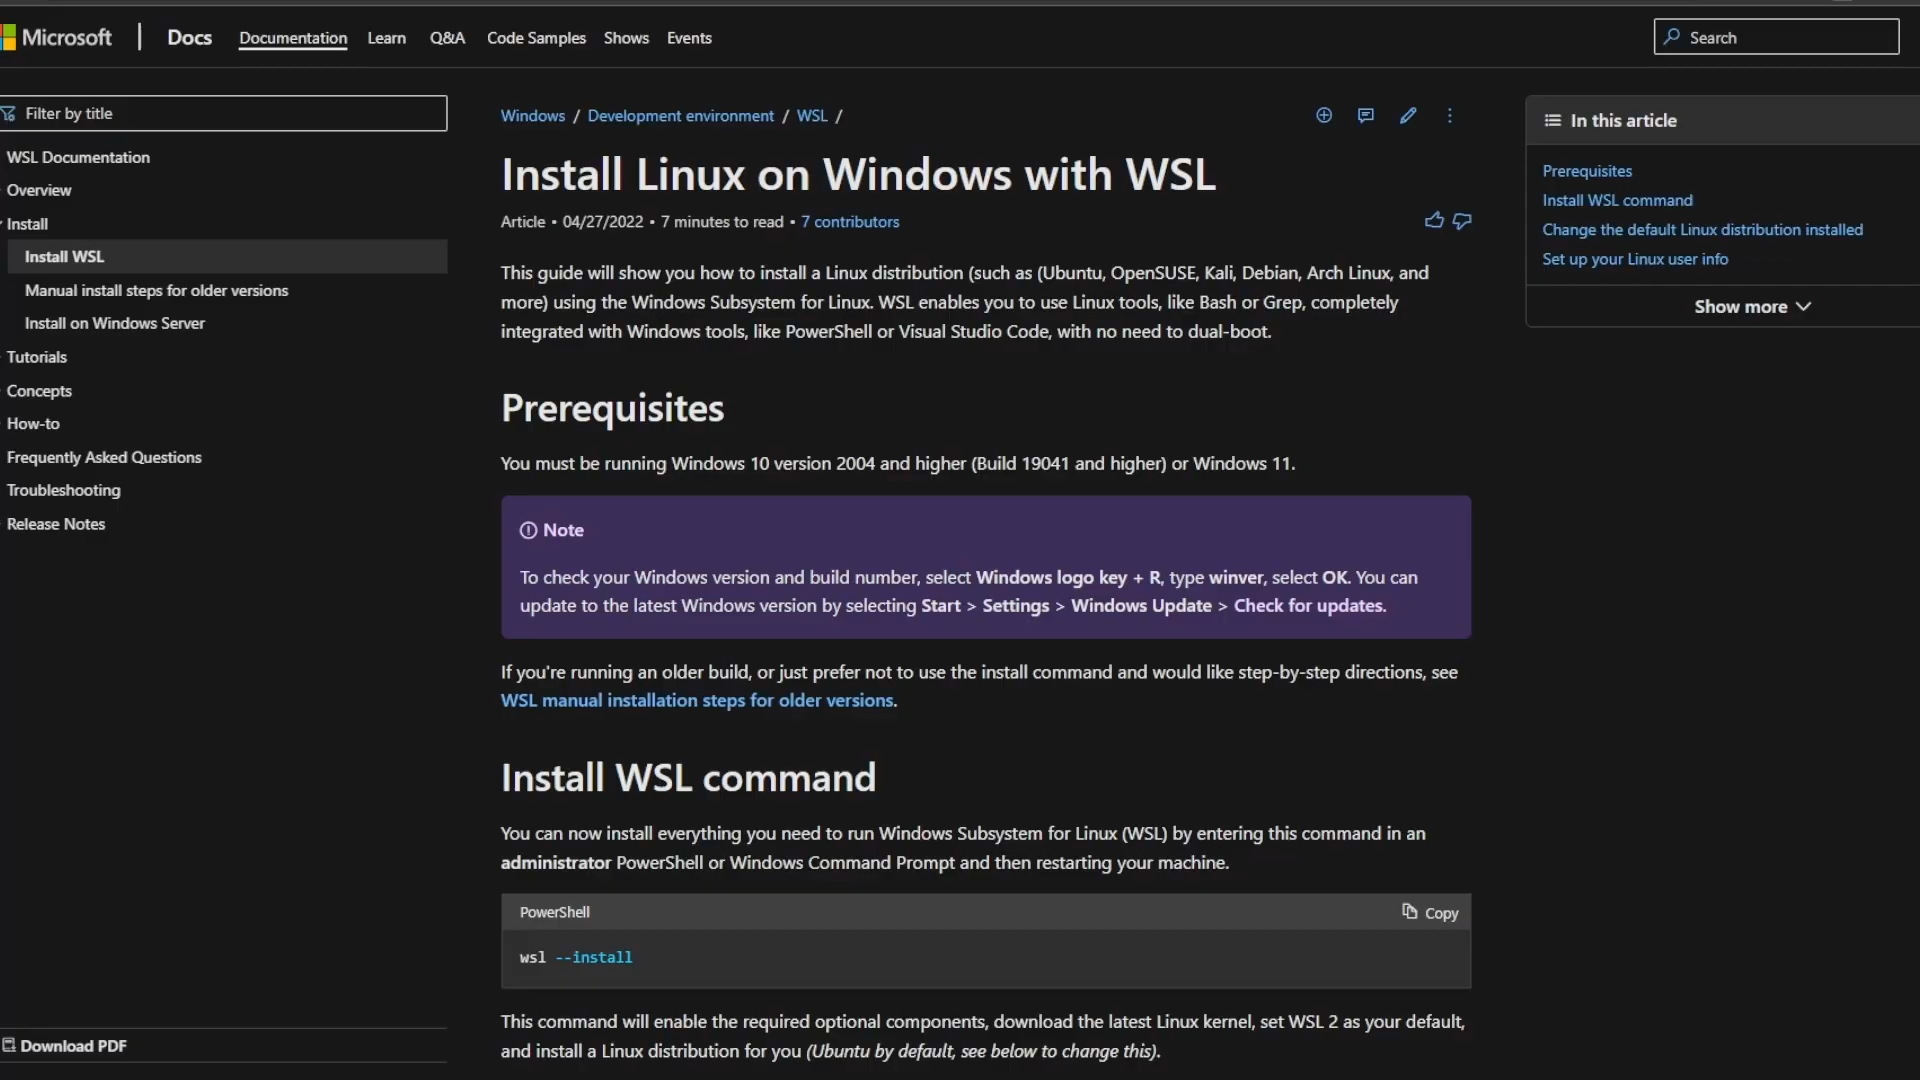 Microsoft | Docs Documentation Learn Q&A Code Samples Shows Events
Search
Filter by title
WSL Documentation
Overview
Install
Install WSL
Manual install steps for older versions
Install on Windows Server
Tutorials
Concepts
How-to
Frequently Asked Questions
Troubleshooting
Release Notes
Download PDF
Windows / Development environment / WSL /
Install Linux on Windows with WSL
Article • 04/27/2022 • 7 minutes to read • 7 contributors
This guide will show you how to install a Linux distribution (such as (Ubuntu, OpenSUSE, Kali, Debian, Arch Linux, and
more) using the Windows Subsystem for Linux. WSL enables you to use Linux tools, like Bash or Grep, completely
integrated with Windows tools, like PowerShell or Visual Studio Code, with no need to dual-boot.
Prerequisites
You must be running Windows 10 version 2004 and higher (Build 19041 and higher) or Windows 11.
Note
To check your Windows version and build number, select Windows logo key + R, type winver, select OK. You can
update to the latest Windows version by selecting Start > Settings > Windows Update > Check for updates.
If you're running an older build, or just prefer not to use the install command and would like step-by-step directions, see
WSL manual installation steps for older versions.
Install WSL command
You can now install everything you need to run Windows Subsystem for Linux (WSL) by entering this command in an
administrator PowerShell or Windows Command Prompt and then restarting your machine.
PowerShell
Copy
wsl --install
This command will enable the required optional components, download the latest Linux kernel, set WSL 2 as your default,
and install a Linux distribution for you (Ubuntu by default, see below to change this).
In this article
Prerequisites
Install WSL command
Change the default Linux distribution installed
Set up your Linux user info
Show more